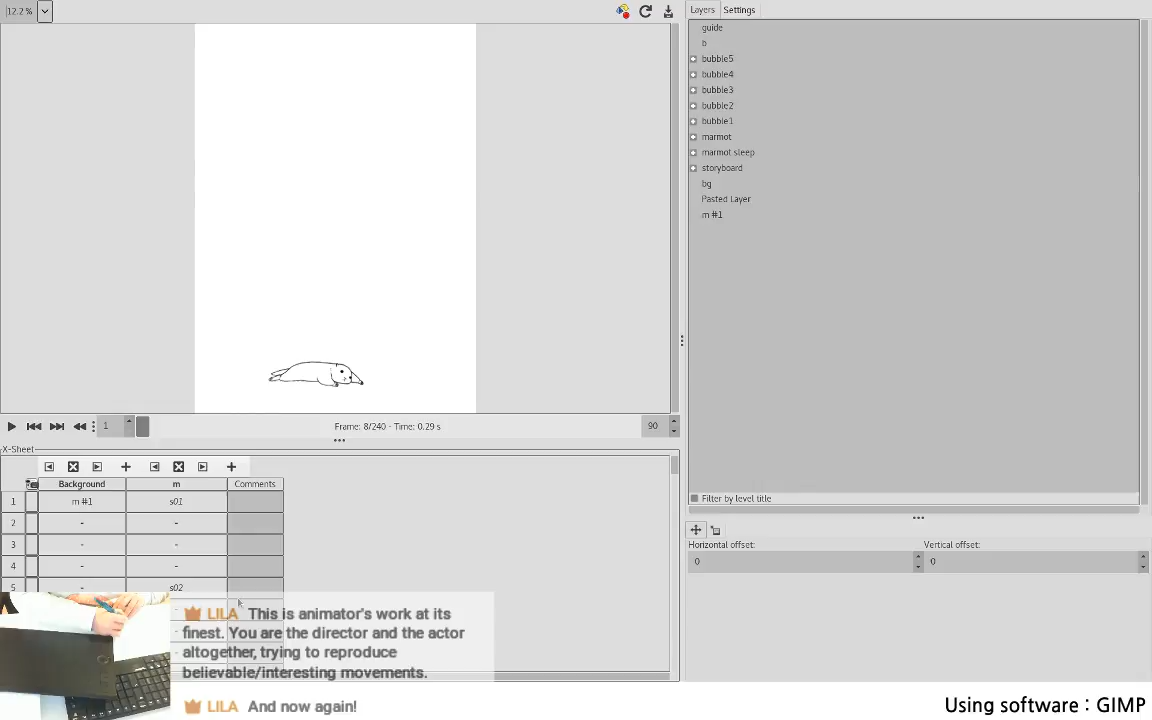 12.2 %
Layers Settings
guide
b
bubble5
bubble4
bubble3
bubble2
bubble1
marmot
marmot sleep
storyboard
bg
Pasted Layer
m #1
1 Frame: 8/240 - Time: 0.29 s 90
X-Sheet
Background m Comments
1 m #1 s01
2 - -
3 - -
4 - -
5 - s02
Filter by level title
Horizontal offset: Vertical offset:
0 0
LILA This is animator's work at its
finest. You are the director and the actor
altogether, trying to reproduce
believable/interesting movements.
LILA And now again!
Using software : GIMP